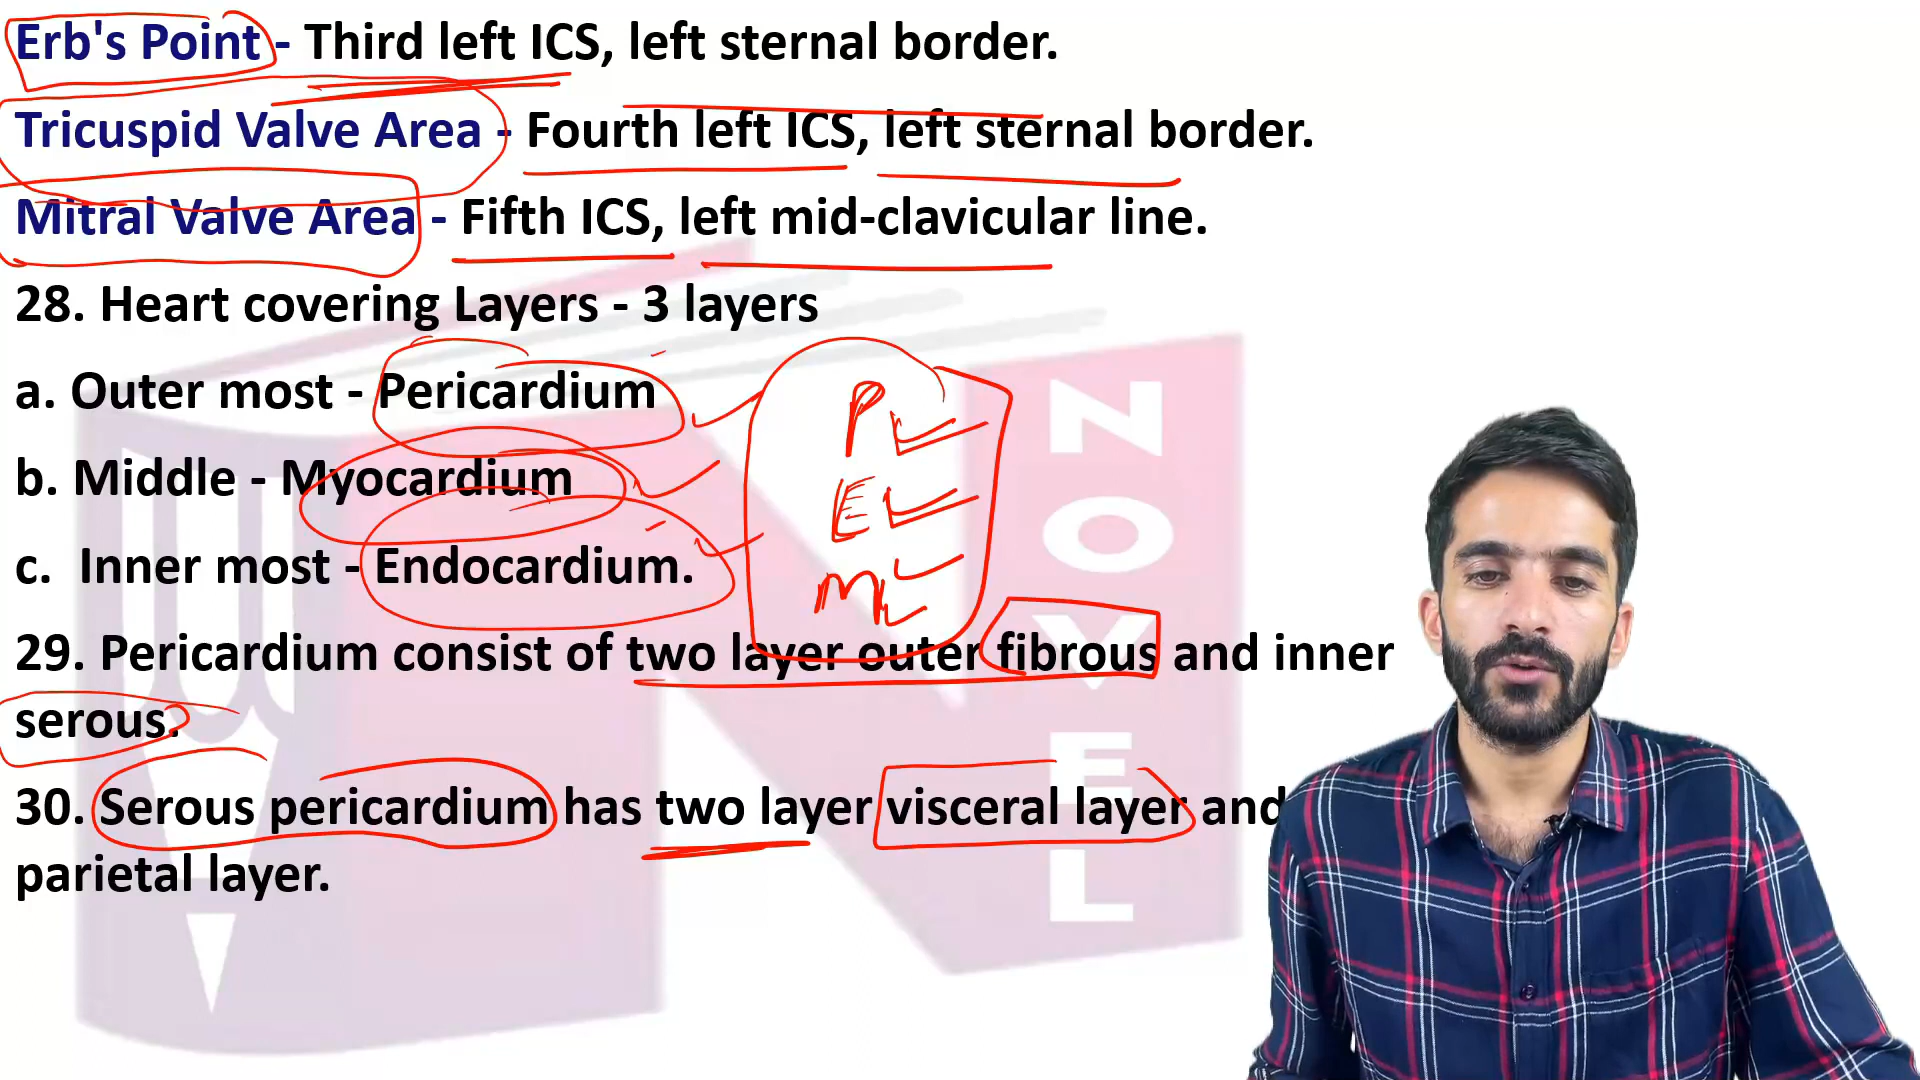 Erb's Point - Third left ICS, left sternal border.
Tricuspid Valve Area - Fourth left ICS, left sternal border.
Mitral Valve Area - Fifth ICS, left mid-clavicular line.
28. Heart covering Layers - 3 layers
a. Outer most - Pericardium
b. Middle - Myocardium
c. Inner most - Endocardium.
P
E
m
29. Pericardium consist of two layer outer fibrous and inner
serous.
30. Serous pericardium has two layer visceral layer and
parietal layer.
NOVEL